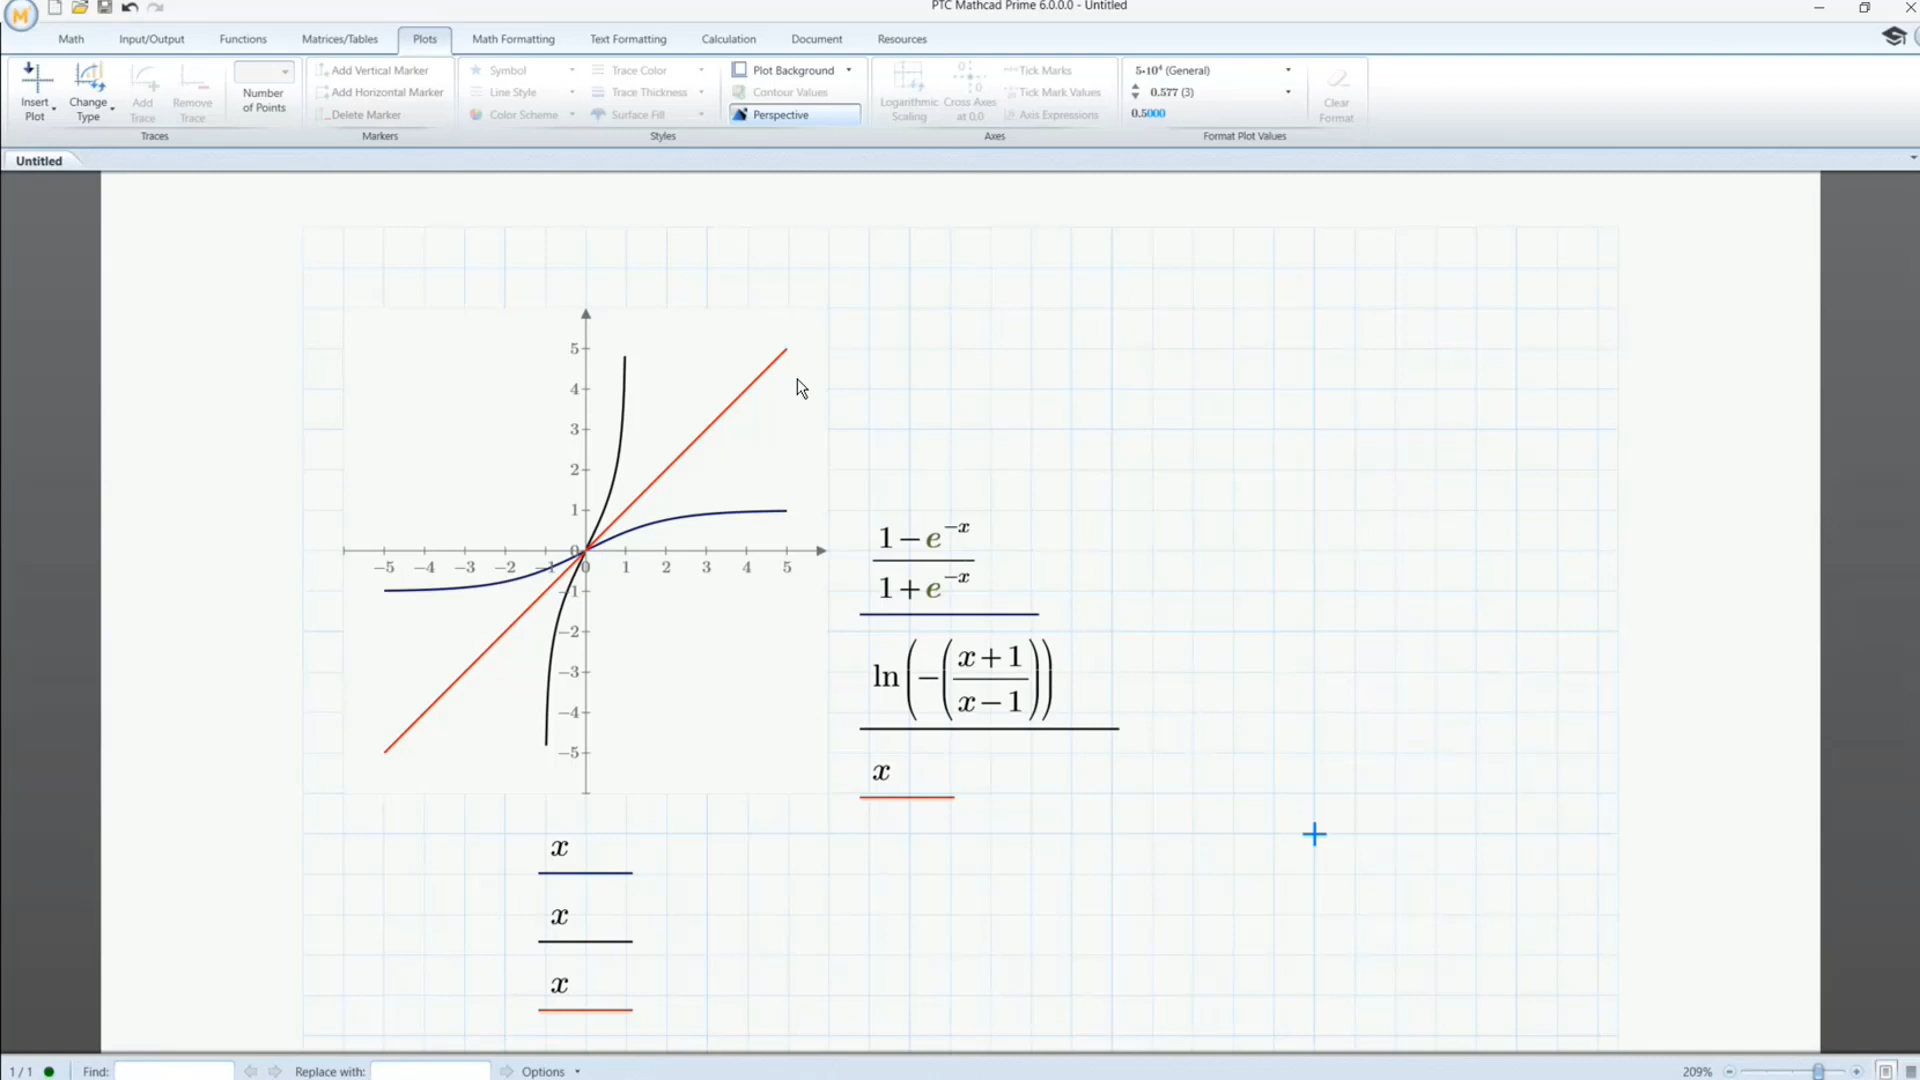 PTC Mathcad Prime 6.0.0.0 - Untitled
Math Input/Output Functions Matrices/Tables Plots Math Formatting Text Formatting Calculation Document Resources
Insert Plot
Change Type
Add Trace
Remove Trace
Traces
Number of Points
Add Vertical Marker
Add Horizontal Marker
Delete Marker
Markers
Symbol
Line Style
Color Scheme
Trace Color
Trace Thickness
Surface Fill
Styles
Plot Background
Contour Values
Perspective
Logarithmic Scaling
Cross Axes at 0,0
Tick Marks
Tick Mark Values
Axis Expressions
Axes
5•10⁴ (General)
0.577 (3)
0.5000
Format Plot Values
Clear Format
Untitled
5
4
3
2
1
0
−1
−2
−3
−4
−5
−5 −4 −3 −2 −1 0 1 2 3 4 5
1−e^−x
1+e^−x
ln(−((x+1)/(x−1)))
x
x
x
x
1 / 1 Find: Replace with: Options 209%